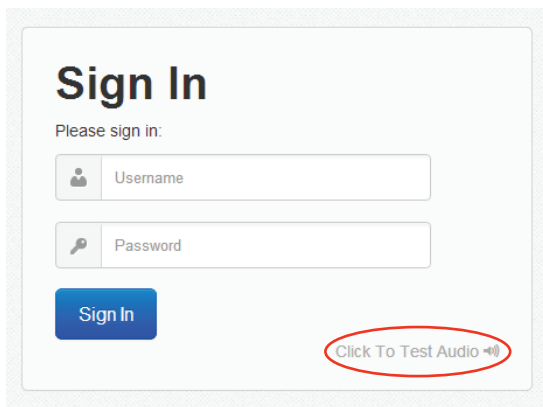 Sign In
Please sign in:
Username
Password
Sign In
Click To Test Audio